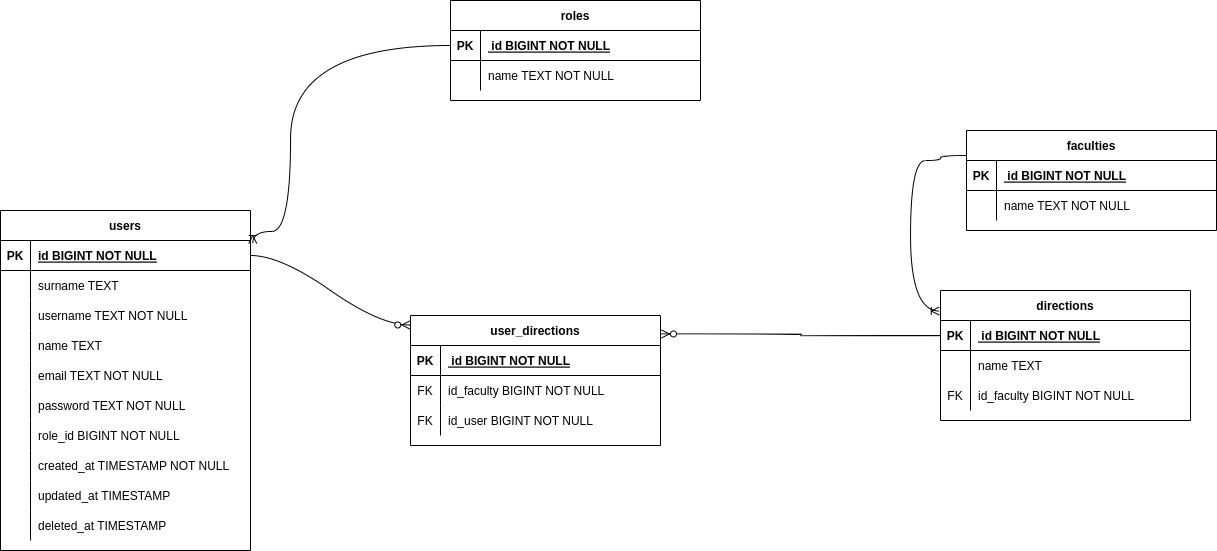 roles
PK id BIGINT NOT NULL
name TEXT NOT NULL
faculties
PK id BIGINT NOT NULL
name TEXT NOT NULL
users
PK id BIGINT NOT NULL
surname TEXT
username TEXT NOT NULL
name TEXT
email TEXT NOT NULL
password TEXT NOT NULL
role_id BIGINT NOT NULL
created_at TIMESTAMP NOT NULL
updated_at TIMESTAMP
deleted_at TIMESTAMP
user_directions
PK id BIGINT NOT NULL
FK id_faculty BIGINT NOT NULL
FK id_user BIGINT NOT NULL
directions
PK id BIGINT NOT NULL
name TEXT
FK id_faculty BIGINT NOT NULL